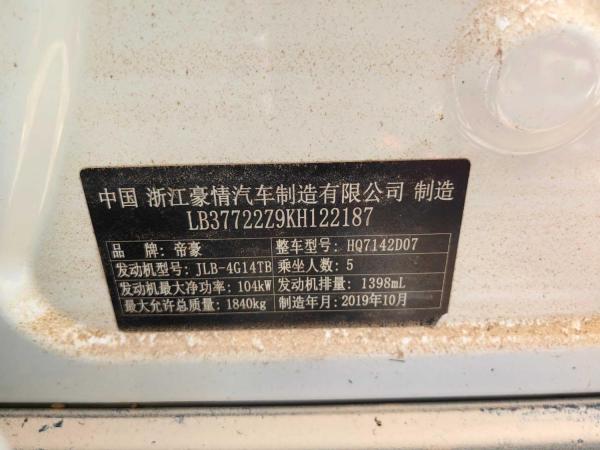 中国 浙江豪情汽车制造有限公司 制造
LB37722Z9KH122187
品 牌:帝豪 整车型号:HQ7142D07
发动机型号:JLB-4G14TB 乘坐人数:5
发动机最大净功率:104kW 发动机排量:1398mL
最大允许总质量:1840kg 制造年月:2019年10月